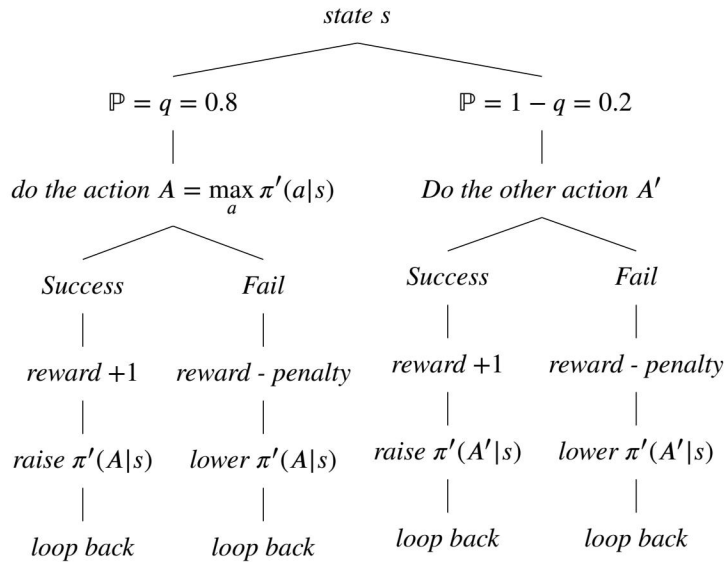 state s
ℙ = q = 0.8    ℙ = 1 − q = 0.2
do the action A = max π′(a|s)    Do the other action A′
a
Success    Fail    Success    Fail
reward +1    reward - penalty    reward +1    reward - penalty
raise π′(A|s)    lower π′(A|s)    raise π′(A′|s)    lower π′(A′|s)
loop back    loop back    loop back    loop back